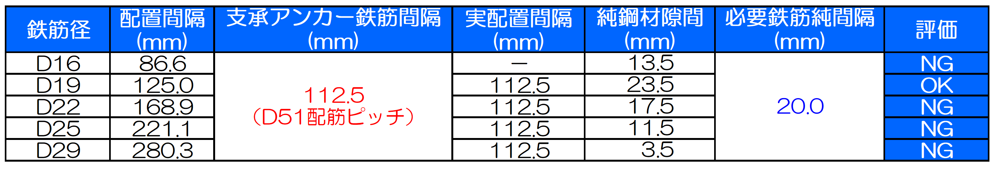 鉄筋径 配置間隔 (mm) 支承アンカー鉄筋間隔 (mm) 実配置間隔 (mm) 純鋼材隙間 (mm) 必要鉄筋純間隔 (mm) 評価
D16 86.6 112.5 (D51配筋ピッチ) － 13.5 20.0 NG
D19 125.0 112.5 23.5 OK
D22 168.9 112.5 17.5 NG
D25 221.1 112.5 11.5 NG
D29 280.3 112.5 3.5 NG